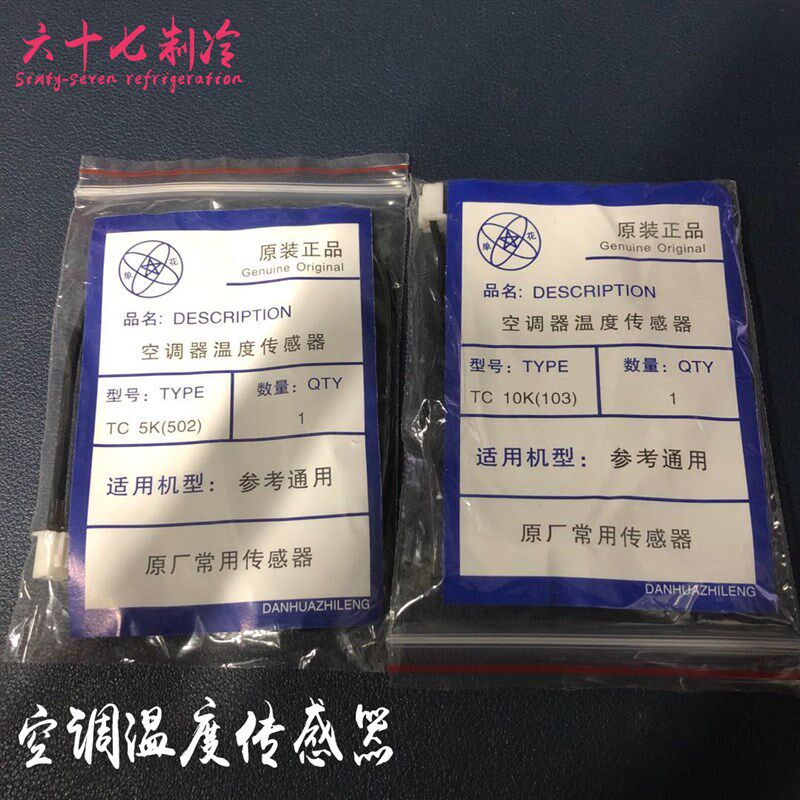 六十七制冷
Sixty-seven refrigeration
单花
原装正品
Genuine Original
品名: DESCRIPTION
空调器温度传感器
型号: TYPE
数量: QTY
TC 5K(502)
1
适用机型: 参考通用
原厂常用传感器
DANHUAZHILENG
单花
原装正品
Genuine Original
品名: DESCRIPTION
空调器温度传感器
型号: TYPE
数量: QTY
TC 10K(103)
1
适用机型: 参考通用
原厂常用传感器
DANHUAZHILENG
空调温度传感器